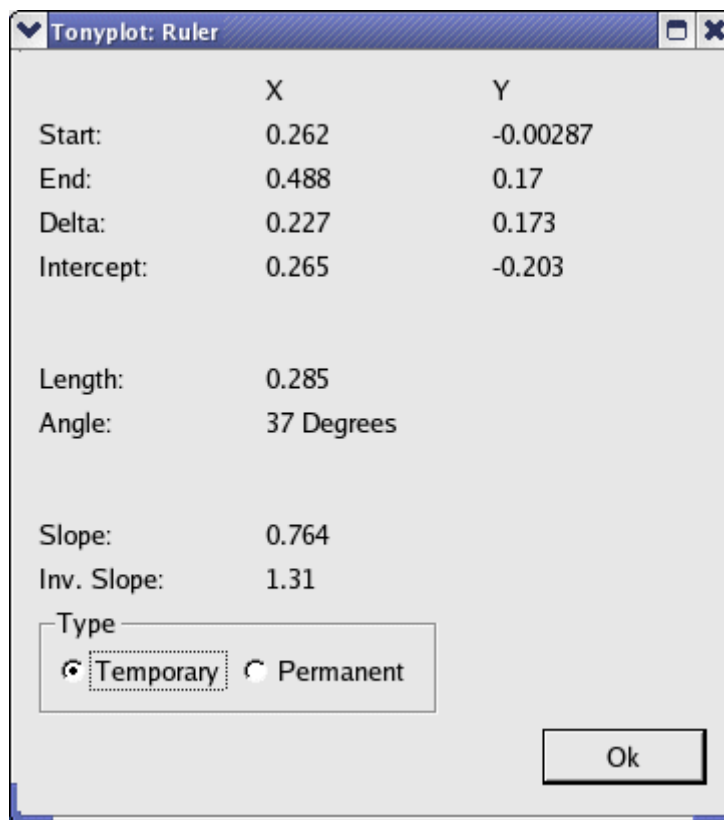 Tonyplot: Ruler
X Y
Start: 0.262 -0.00287
End: 0.488 0.17
Delta: 0.227 0.173
Intercept: 0.265 -0.203
Length: 0.285
Angle: 37 Degrees
Slope: 0.764
Inv. Slope: 1.31
Type
Temporary Permanent
Ok